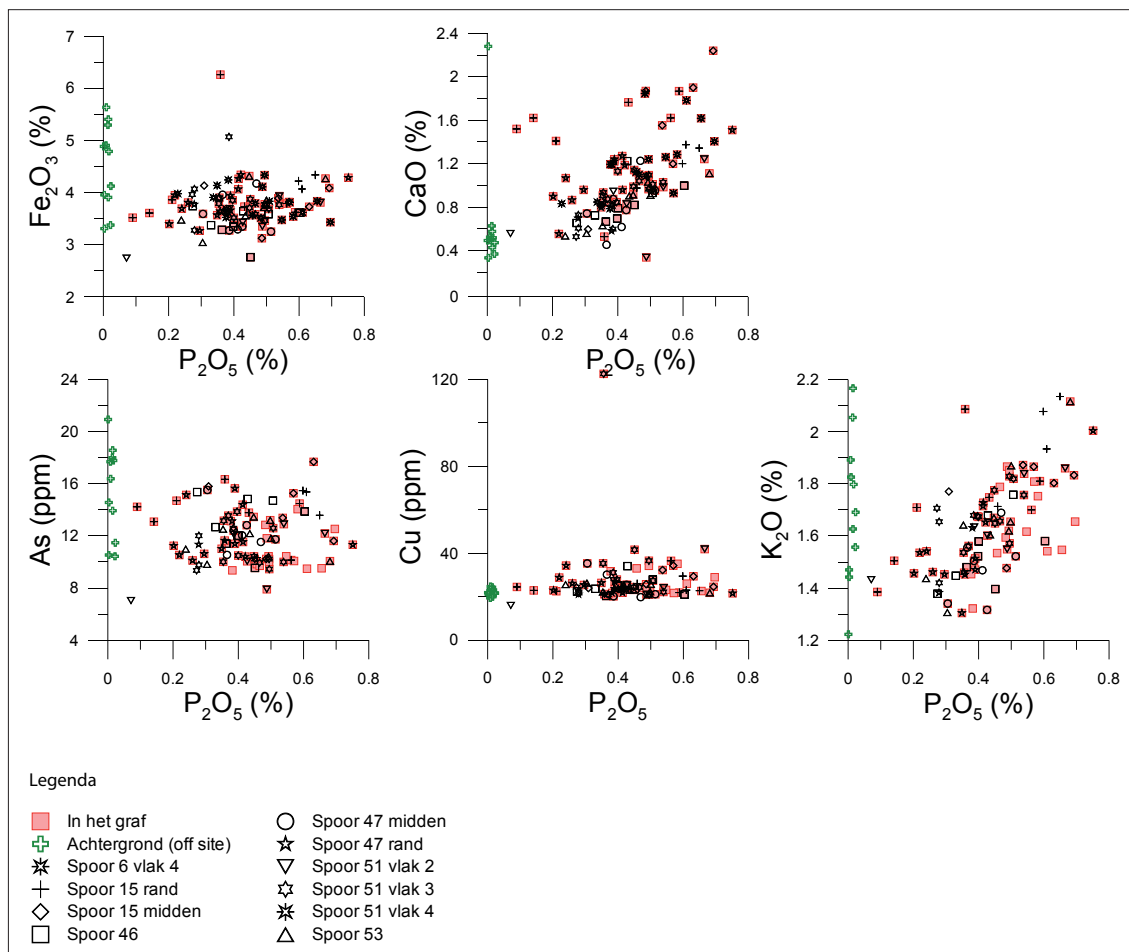 7
6
5
4
3
2
Fe2O3 (%)
0 0.2 0.4 0.6 0.8
P2O5 (%)
2.4
2
1.6
1.2
0.8
0.4
0
CaO (%)
0 0.2 0.4 0.6 0.8
P2O5 (%)
24
20
16
12
8
4
As (ppm)
0 0.2 0.4 0.6 0.8
P2O5 (%)
120
80
40
0
Cu (ppm)
0 0.2 0.4 0.6 0.8
P2O5
2.2
2
1.8
1.6
1.4
1.2
K2O (%)
0 0.2 0.4 0.6 0.8
P2O5 (%)
Legenda
In het graf
Achtergrond (off site)
Spoor 6 vlak 4
Spoor 15 rand
Spoor 15 midden
Spoor 46
Spoor 47 midden
Spoor 47 rand
Spoor 51 vlak 2
Spoor 51 vlak 3
Spoor 51 vlak 4
Spoor 53